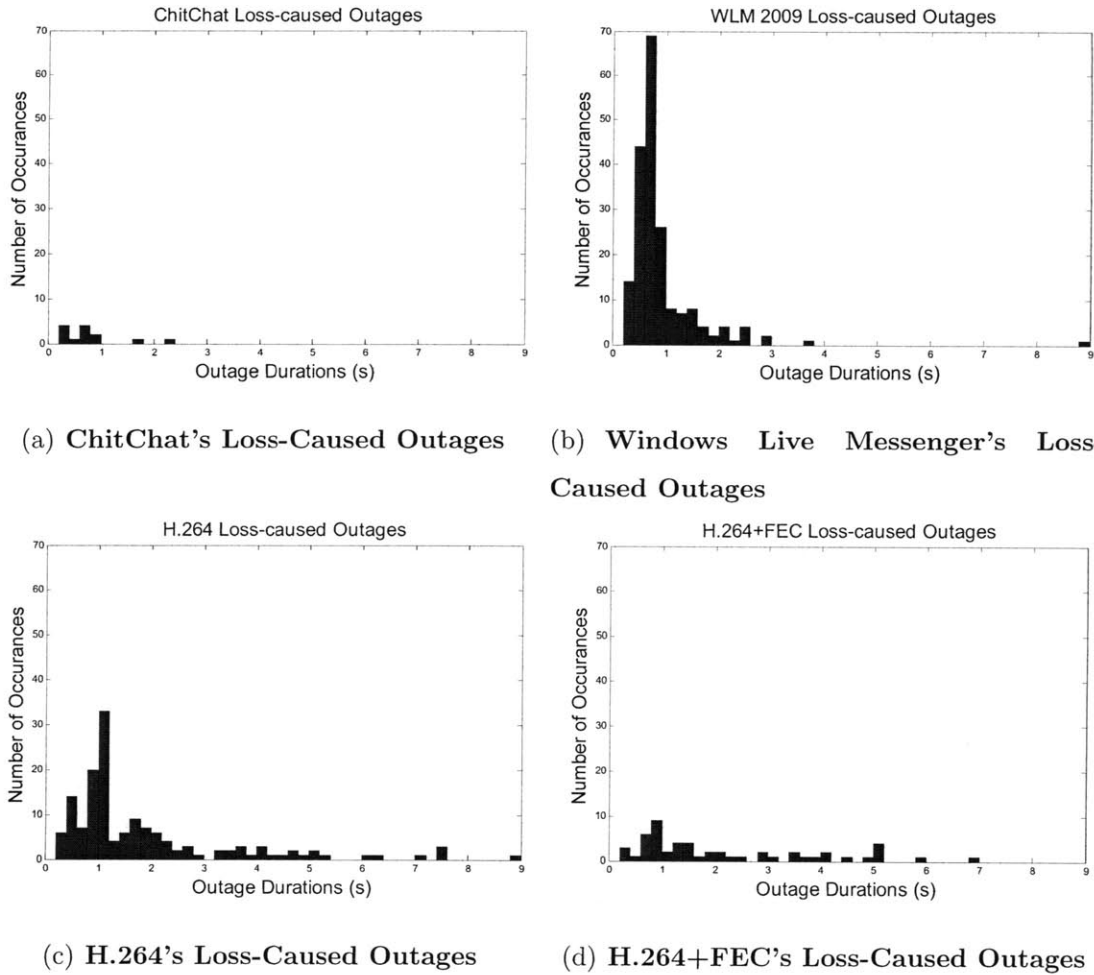 ChitChat Loss-caused Outages
70
60
50
40
30
20
10
0
Number of Occurances
0 1 2 3 4 5 6 7 8 9
Outage Durations (s)
(a) ChitChat's Loss-Caused Outages
WLM 2009 Loss-caused Outages
70
60
50
40
30
20
10
0
Number of Occurances
0 1 2 3 4 5 6 7 8 9
Outage Durations (s)
(b) Windows Live Messenger's Loss
Caused Outages
H.264 Loss-caused Outages
70
60
50
40
30
20
10
0
Number of Occurances
0 1 2 3 4 5 6 7 8 9
Outage Durations (s)
(c) H.264's Loss-Caused Outages
H.264+FEC Loss-caused Outages
70
60
50
40
30
20
10
0
Number of Occurances
0 1 2 3 4 5 6 7 8 9
Outage Durations (s)
(d) H.264+FEC's Loss-Caused Outages